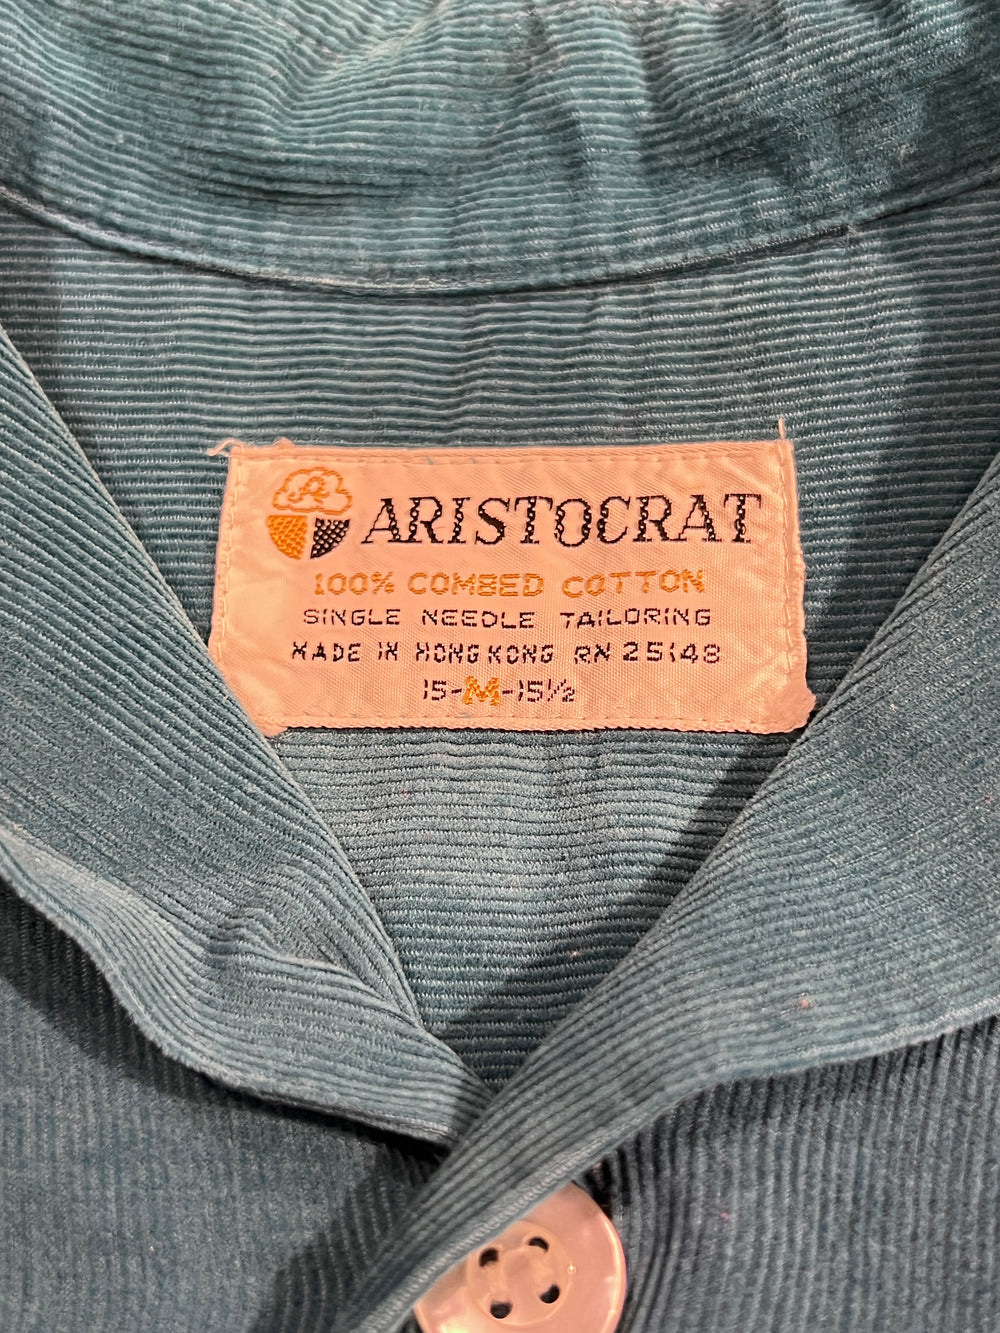 A ARISTOCRAT
100% COMBED COTTON
SINGLE NEEDLE TAILORING
MADE IN HONG KONG RN 25148
15-M-15½